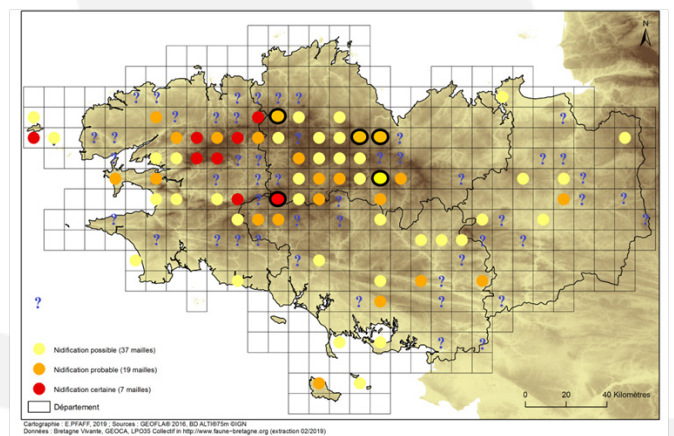 N
Nidification possible (37 mailles)
Nidification probable (19 mailles)
Nidification certaine (7 mailles)
Département
0 20 40 Kilomètres
Cartographie : E.PFAFF, 2019 ; Sources : GEOFLA® 2016, BD ALTI®75m ©IGN
Données : Bretagne Vivante, GEOCA, LPO35 Collectif in http://www.faune-bretagne.org (extraction 02/2019)